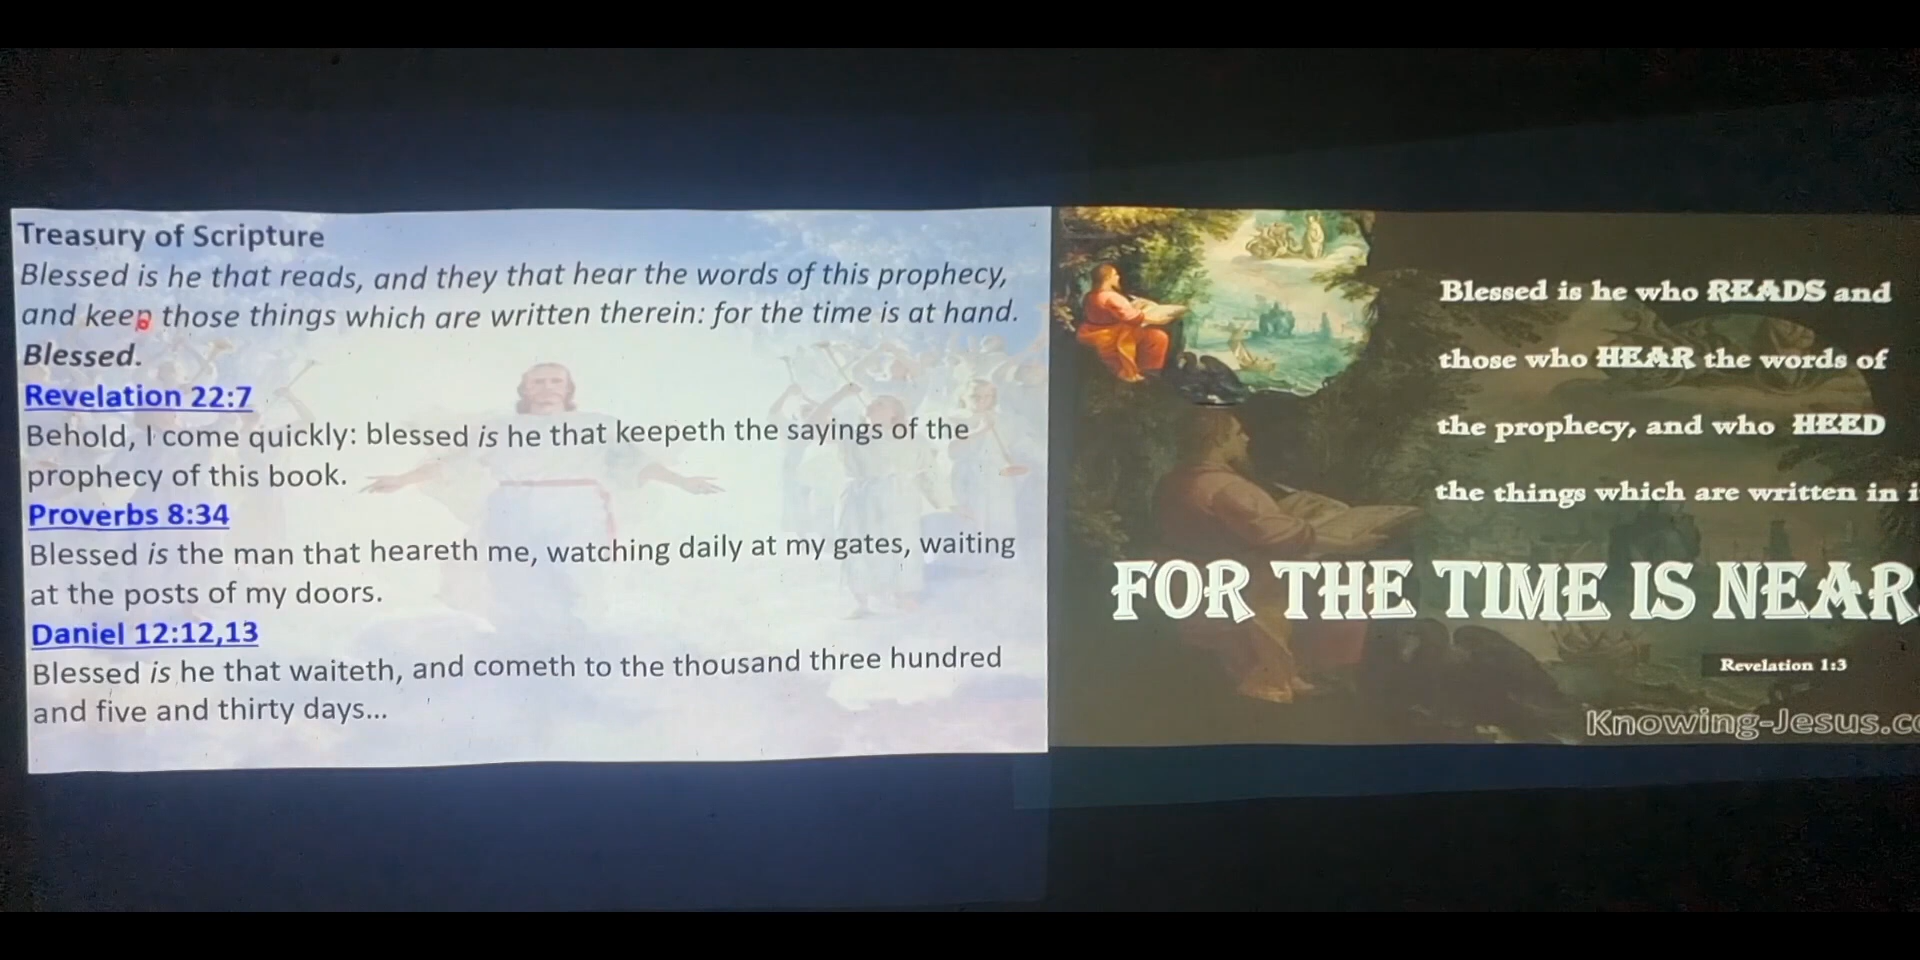 Treasury of Scripture
Blessed is he that reads, and they that hear the words of this prophecy,
and keep those things which are written therein: for the time is at hand.
Blessed.
Revelation 22:7
Behold, I come quickly: blessed is he that keepeth the sayings of the
prophecy of this book.
Proverbs 8:34
Blessed is the man that heareth me, watching daily at my gates, waiting
at the posts of my doors.
Daniel 12:12,13
Blessed is he that waiteth, and cometh to the thousand three hundred
and five and thirty days...
Blessed is he who READS and
those who HEAR the words of
the prophecy, and who HEED
the things which are written in
FOR THE TIME IS NEAR
Revelation 1:3
Knowing-Jesus.c